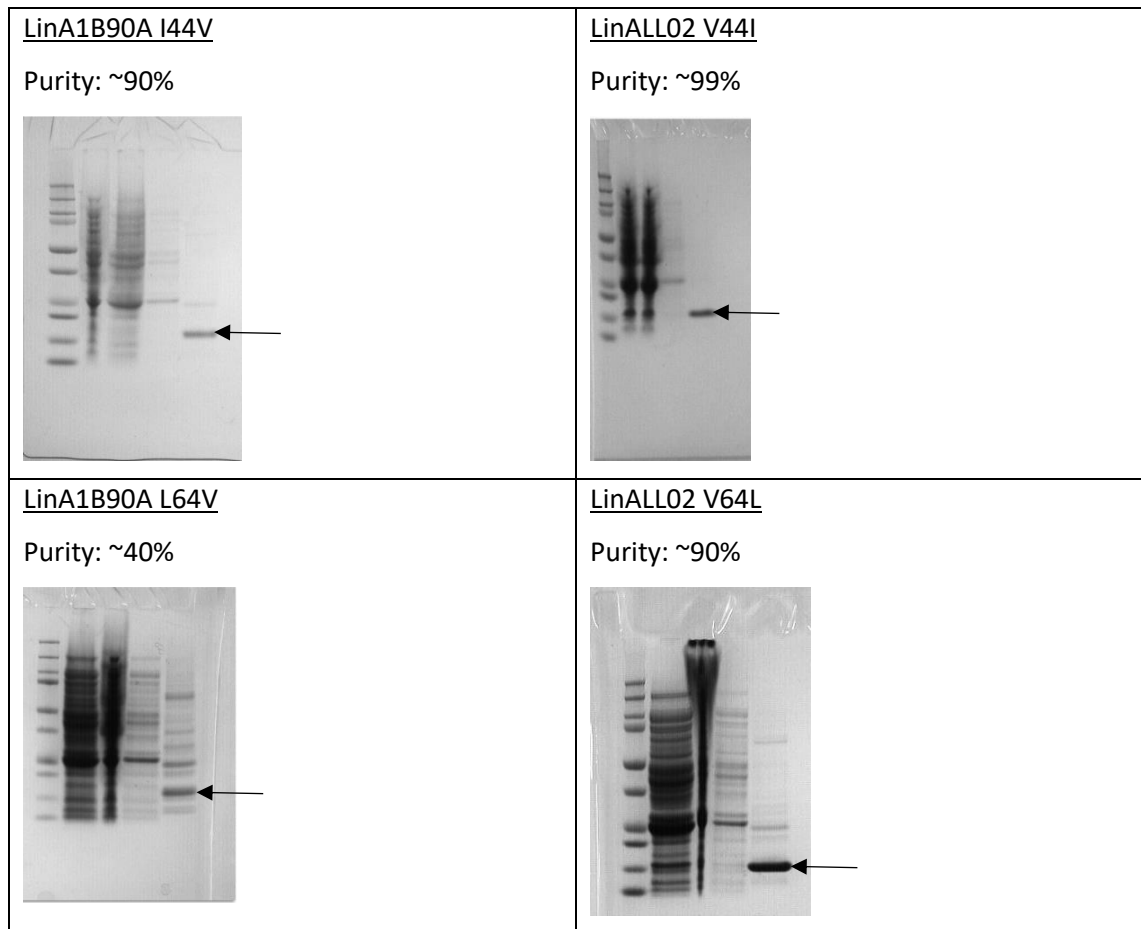 LinA1B90A I44V
Purity: ~90%
LinALL02 V44I
Purity: ~99%
LinA1B90A L64V
Purity: ~40%
LinALL02 V64L
Purity: ~90%